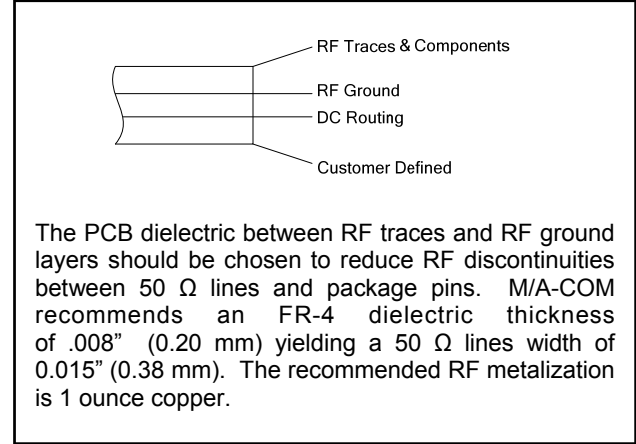 RF Traces & Components
RF Ground
DC Routing
Customer Defined
The PCB dielectric between RF traces and RF ground
layers should be chosen to reduce RF discontinuities
between 50 Ω lines and package pins. M/A-COM
recommends an FR-4 dielectric thickness
of .008” (0.20 mm) yielding a 50 Ω lines width of
0.015” (0.38 mm). The recommended RF metalization
is 1 ounce copper.